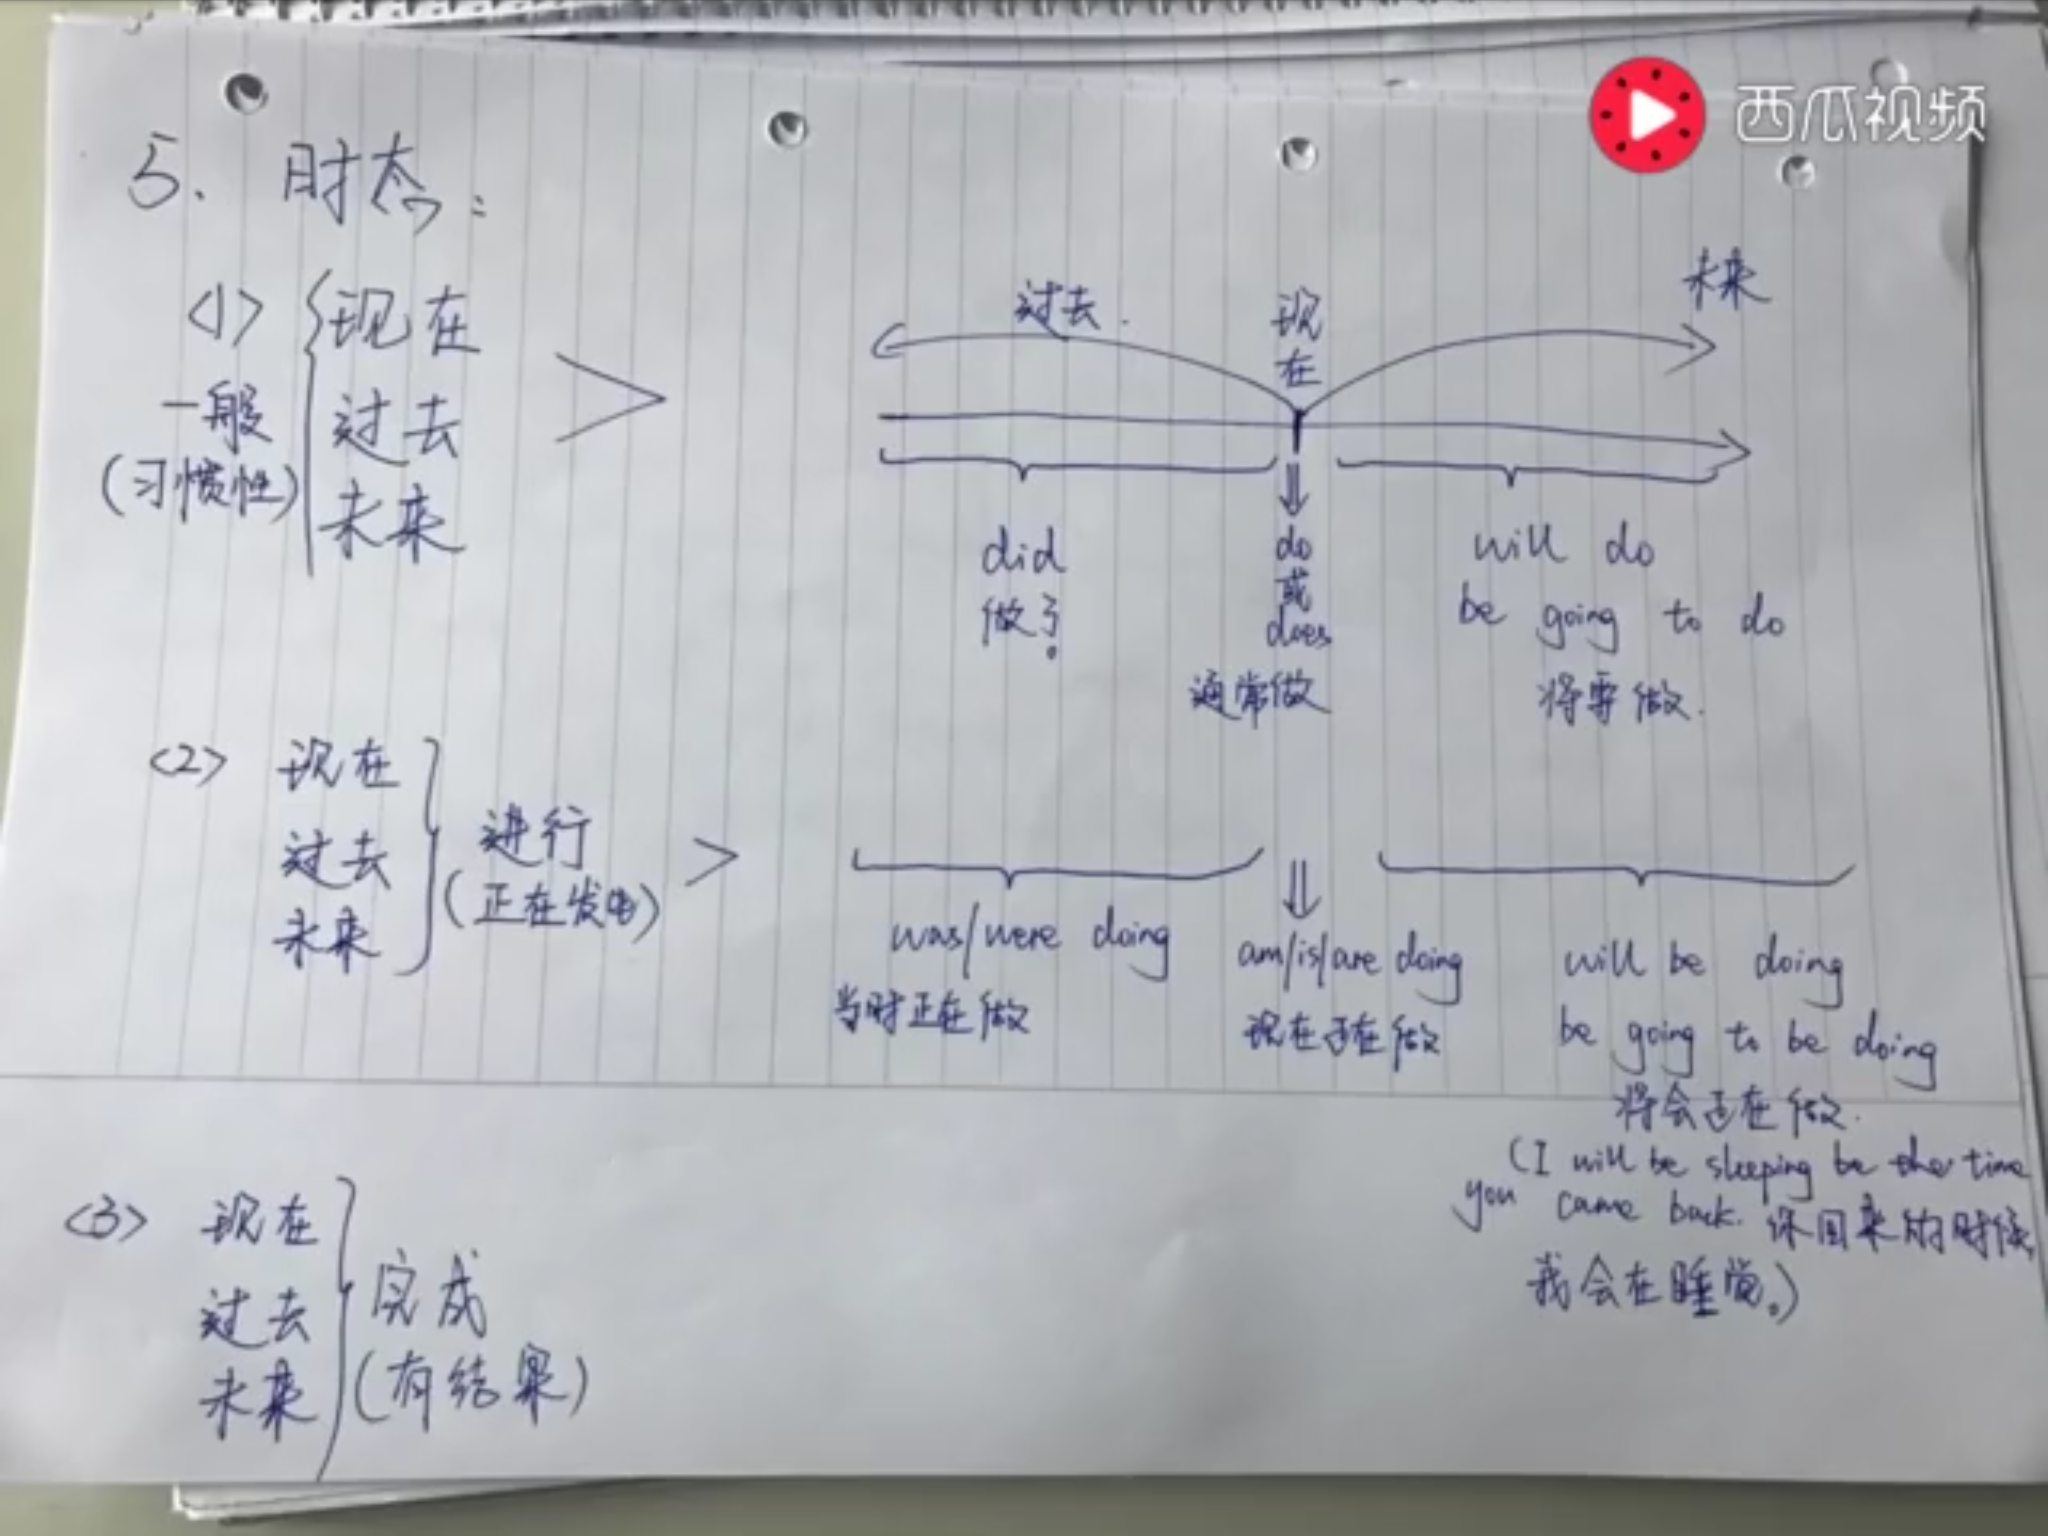 西瓜视频
5. 时态:
<1> 现在
一般 过去
(习惯性) 未来
过去.
现在
未来
did
做了。
do
或
does
通常做
will do
be going to do
将要做.
<2> 现在
过去
未来
进行
(正在发生)
was/were doing
当时正在做
am/is/are doing
现在正在做
will be doing
be going to be doing
将会正在做.
(I will be sleeping be the time
you came back. 你回来的时候,
我会在睡觉。)
<3> 现在
过去
未来
完成
(有结果)